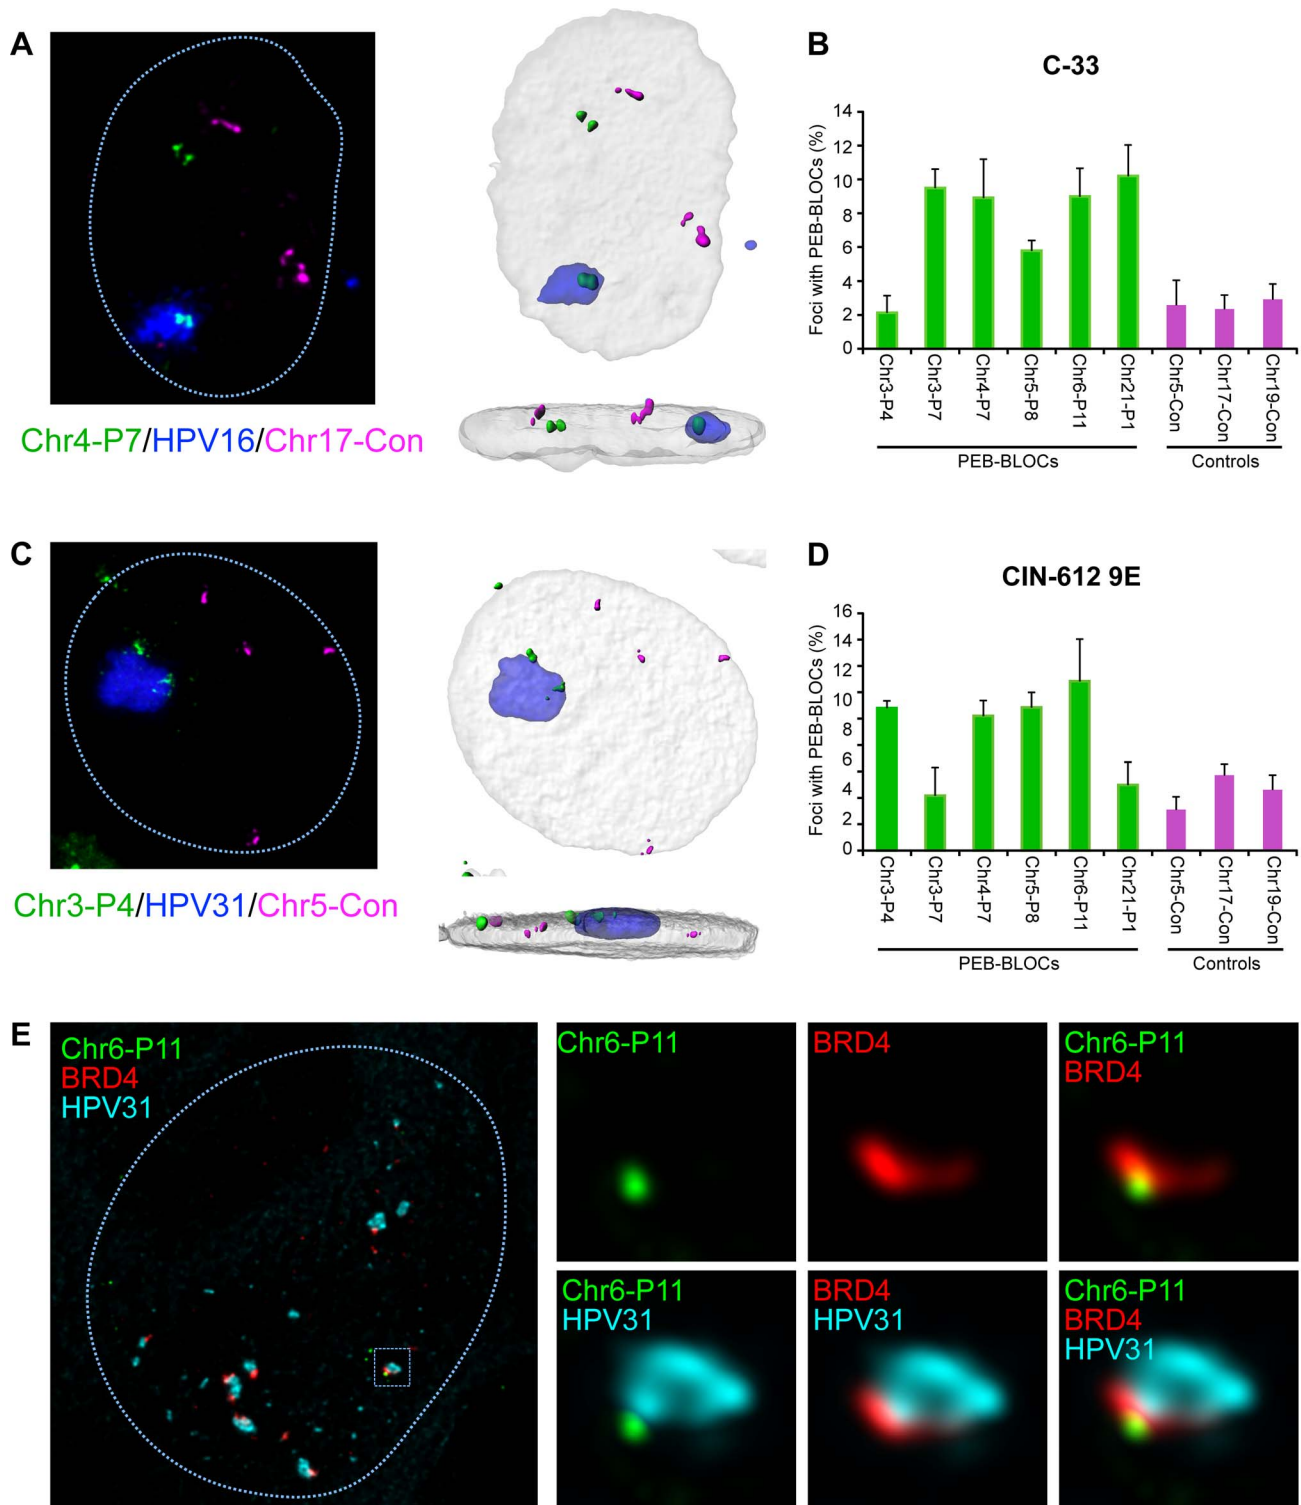 A
Chr4-P7/HPV16/Chr17-Con
B
C-33
Foci with PEB-BLOCs (%)
14
12
10
8
6
4
2
0
Chr3-P4
Chr3-P7
Chr4-P7
Chr5-P8
Chr6-P11
Chr21-P1
Chr5-Con
Chr17-Con
Chr19-Con
PEB-BLOCs
Controls
C
Chr3-P4/HPV31/Chr5-Con
D
CIN-612 9E
Foci with PEB-BLOCs (%)
16
14
12
10
8
6
4
2
0
Chr3-P4
Chr3-P7
Chr4-P7
Chr5-P8
Chr6-P11
Chr21-P1
Chr5-Con
Chr17-Con
Chr19-Con
PEB-BLOCs
Controls
E
Chr6-P11
BRD4
HPV31
Chr6-P11
BRD4
Chr6-P11
BRD4
Chr6-P11
HPV31
BRD4
HPV31
Chr6-P11
BRD4
HPV31